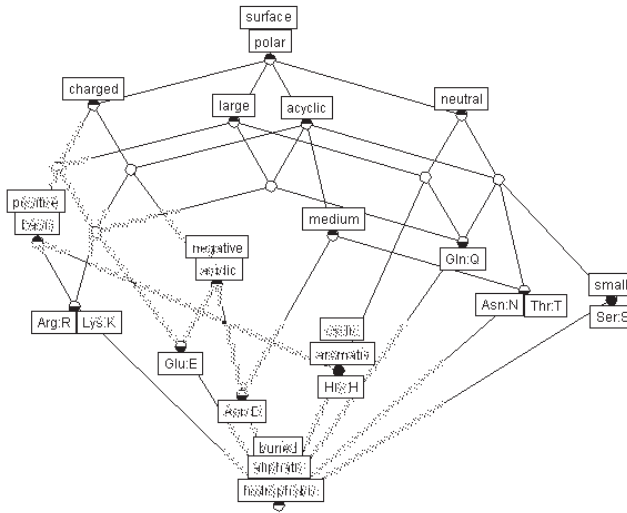 surface
polar
charged
large
acyclic
neutral
positive
basic
medium
negative
acidic
Gln:Q
small
Asn:N Thr:T
Ser:S
Arg:R Lys:K
cyclic
aromatic
Glu:E
His:H
Asp:D
buried
aliphatic
hydrophobic